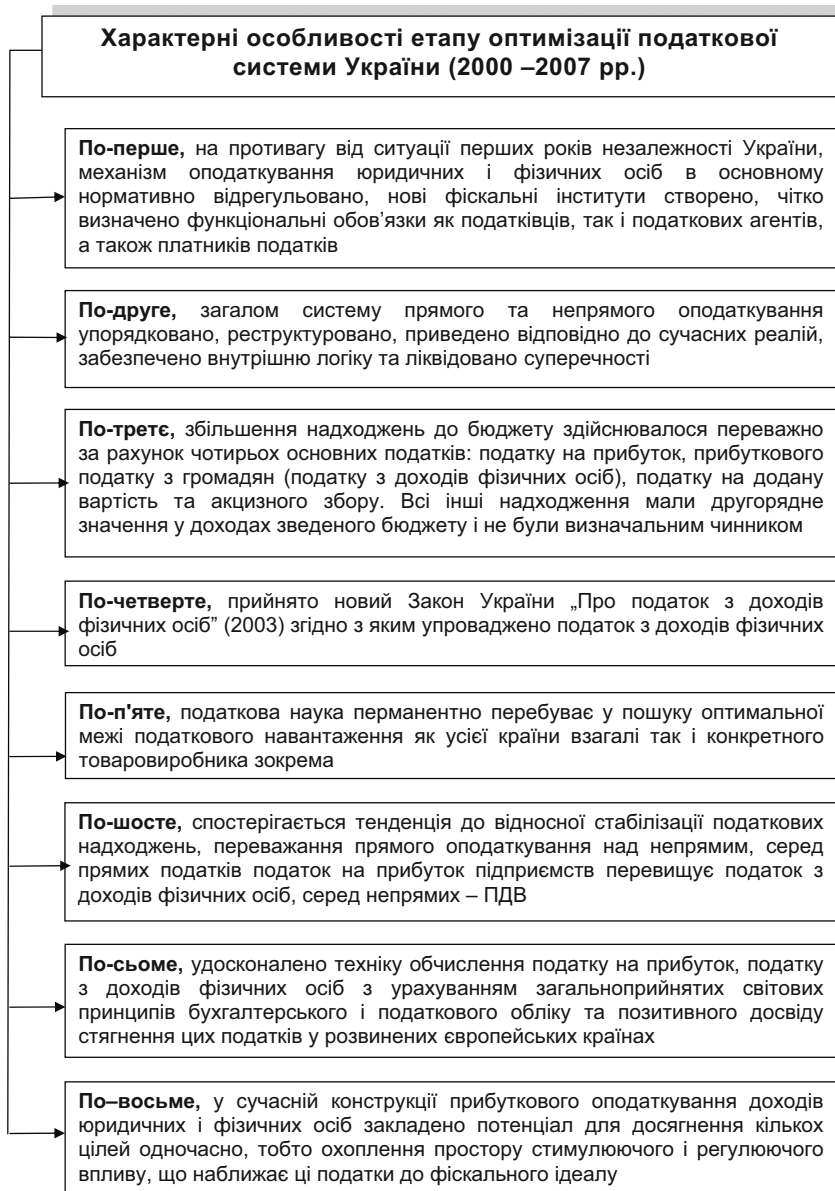 Характерні особливості етапу оптимізації податкової
системи України (2000 –2007 рр.)
По-перше, на противагу від ситуації перших років незалежності України,
механізм оподаткування юридичних і фізичних осіб в основному
нормативно відрегульовано, нові фіскальні інститути створено, чітко
визначено функціональні обов’язки як податківців, так і податкових агентів,
а також платників податків
По-друге, загалом систему прямого та непрямого оподаткування
упорядковано, реструктуровано, приведено відповідно до сучасних реалій,
забезпечено внутрішню логіку та ліквідовано суперечності
По-третє, збільшення надходжень до бюджету здійснювалося переважно
за рахунок чотирьох основних податків: податку на прибуток, прибуткового
податку з громадян (податку з доходів фізичних осіб), податку на додану
вартість та акцизного збору. Всі інші надходження мали другорядне
значення у доходах зведеного бюджету і не були визначальним чинником
По-четверте, прийнято новий Закон України „Про податок з доходів
фізичних осіб” (2003) згідно з яким упроваджено податок з доходів фізичних
осіб
По-п'яте, податкова наука перманентно перебуває у пошуку оптимальної
межі податкового навантаження як усієї країни взагалі так і конкретного
товаровиробника зокрема
По-шосте, спостерігається тенденція до відносної стабілізації податкових
надходжень, переважання прямого оподаткування над непрямим, серед
прямих податків податок на прибуток підприємств перевищує податок з
доходів фізичних осіб, серед непрямих – ПДВ
По-сьоме, удосконалено техніку обчислення податку на прибуток, податку
з доходів фізичних осіб з урахуванням загальноприйнятих світових
принципів бухгалтерського і податкового обліку та позитивного досвіду
стягнення цих податків у розвинених європейських країнах
По–восьме, у сучасній конструкції прибуткового оподаткування доходів
юридичних і фізичних осіб закладено потенціал для досягнення кількох
цілей одночасно, тобто охоплення простору стимулюючого і регулюючого
впливу, що наближає ці податки до фіскального ідеалу